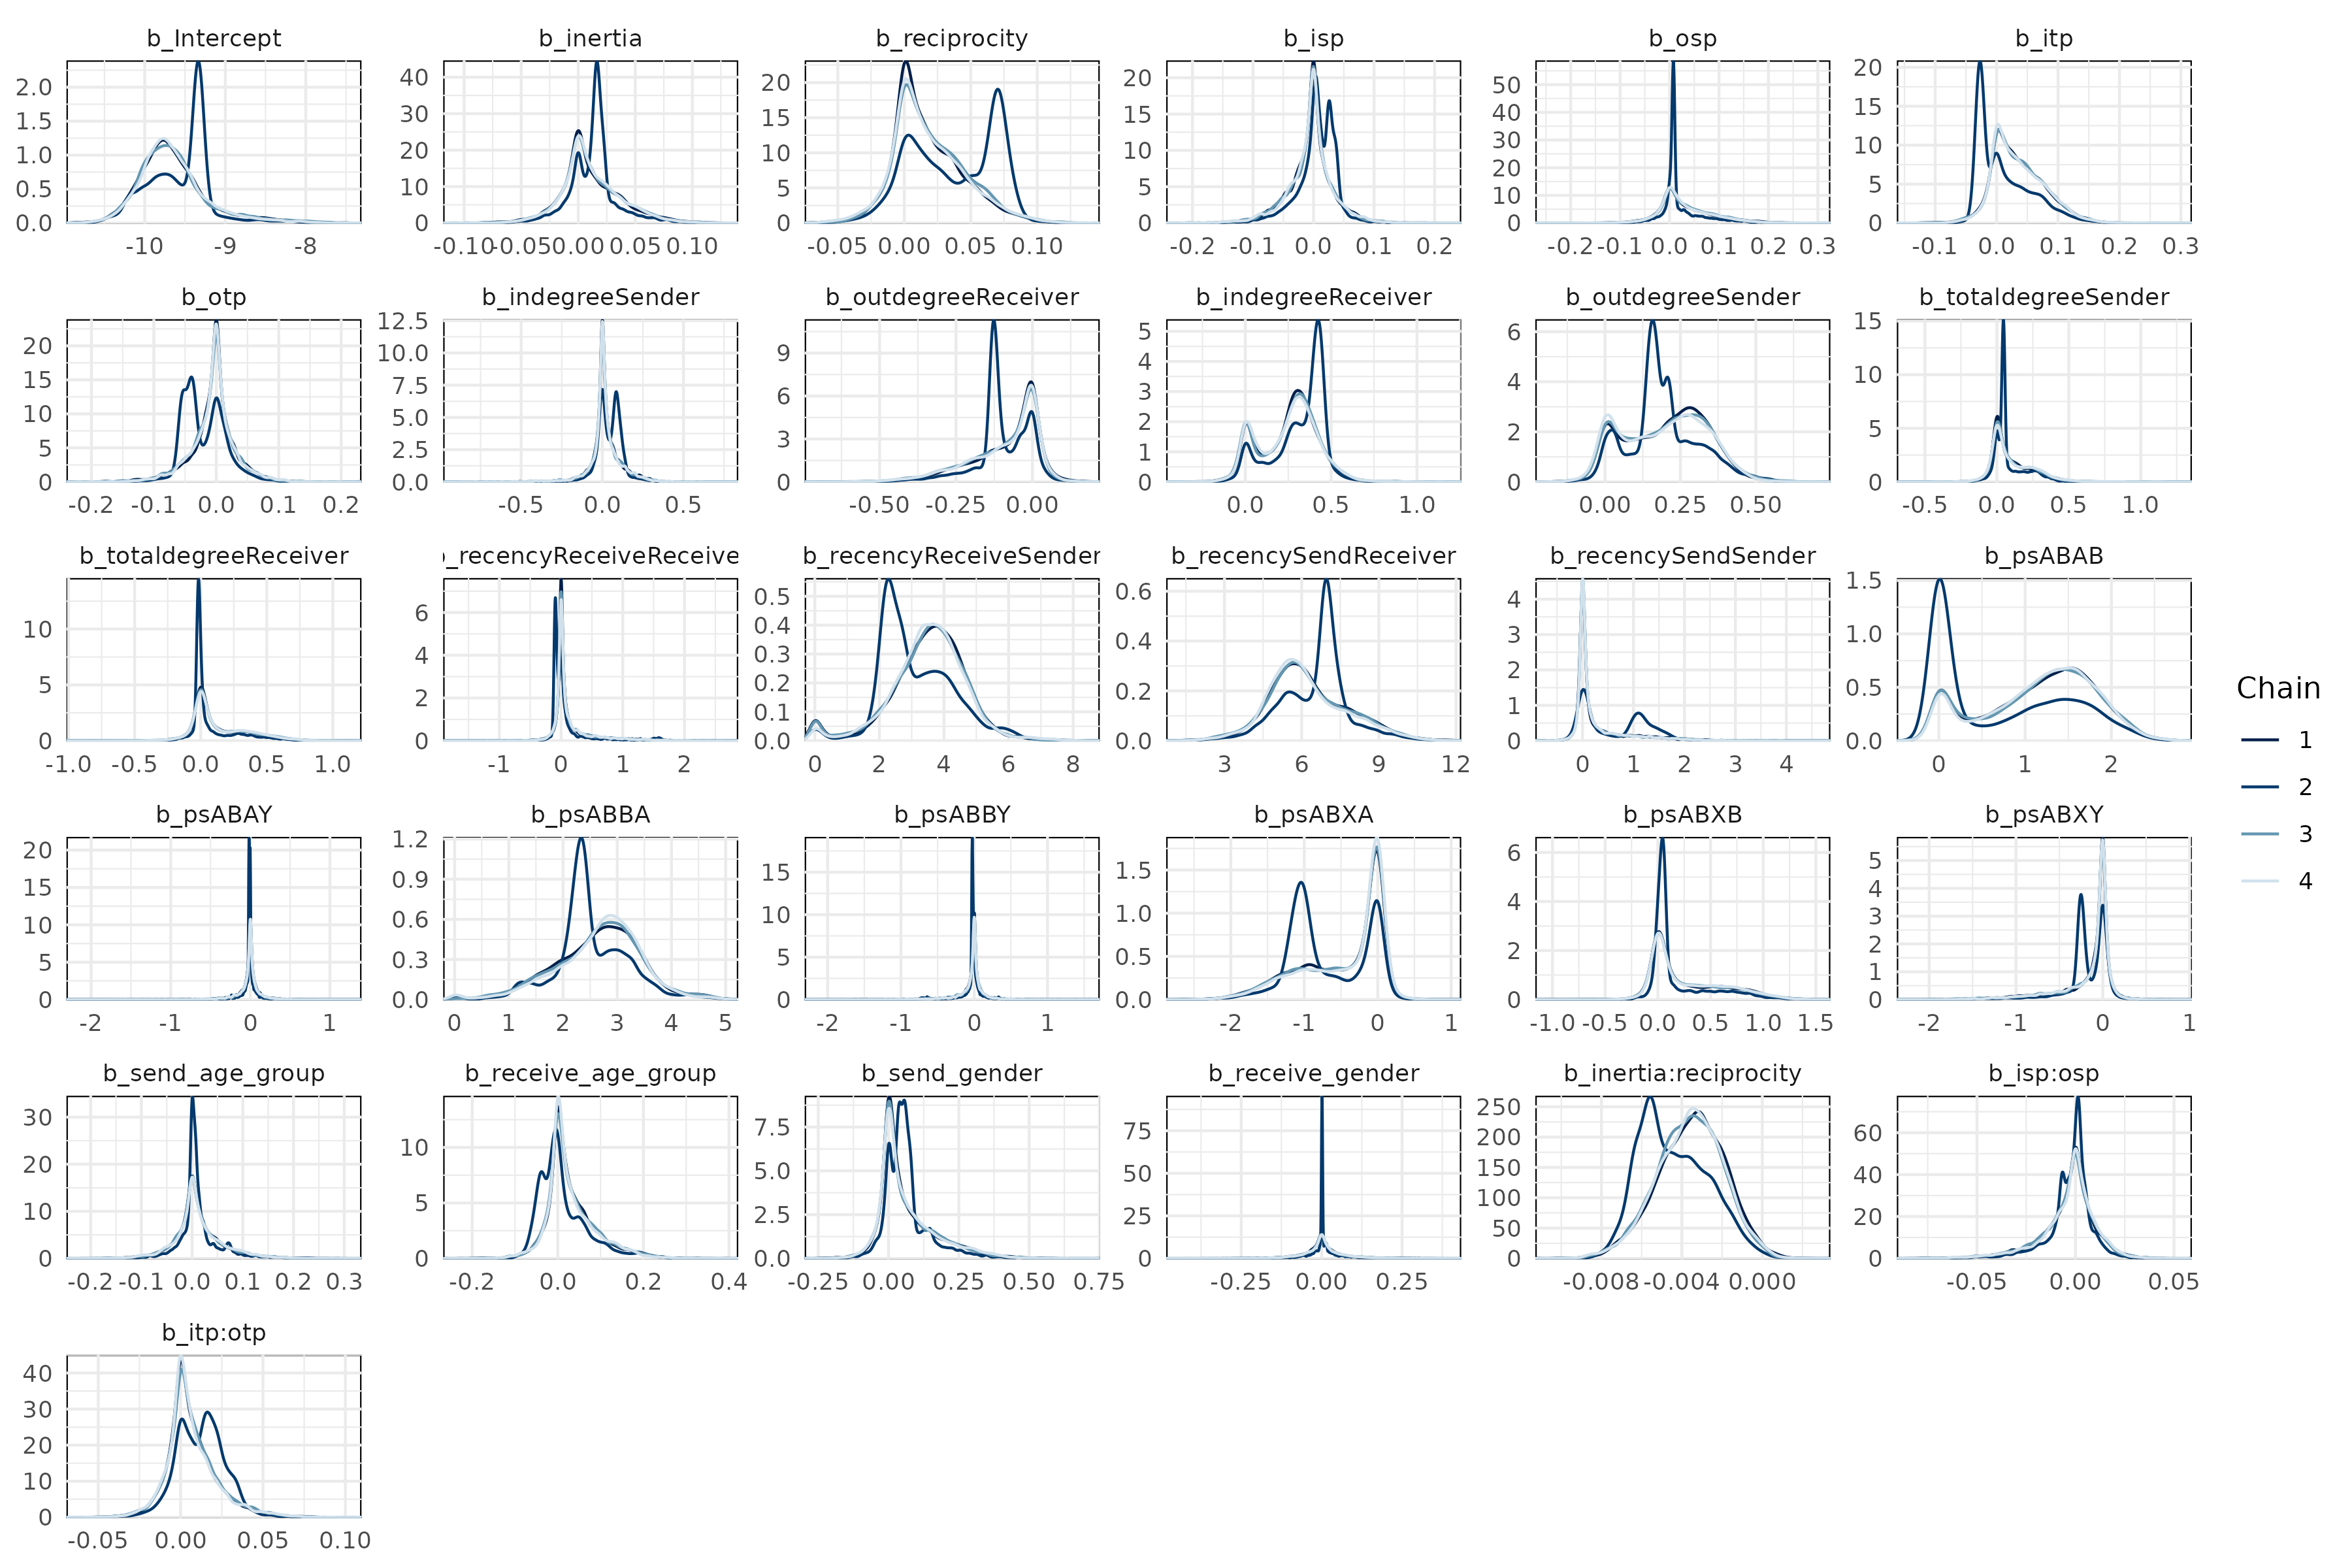 b_Intercept b_inertia b_reciprocity b_isp b_osp b_itp
2.0 1.5 1.0 0.5 0.0
40 30 20 10 0
20 15 10 5 0
20 15 10 5 0
50 40 30 20 10 0
20 15 10 5 0
-10 -9 -8
-0.10 -0.05 0.00 0.05 0.10
-0.05 0.00 0.05 0.10
-0.2 -0.1 0.0 0.1 0.2
-0.2 -0.1 0.0 0.1 0.2 0.3
-0.1 0.0 0.1 0.2 0.3
b_otp b_indegreeSender b_outdegreeReceiver b_indegreeReceiver b_outdegreeSender b_totaldegreeSender
20 15 10 5 0
12.5 10.0 7.5 5.0 2.5 0.0
9 6 3 0
5 4 3 2 1 0
6 4 2 0
15 10 5 0
-0.2 -0.1 0.0 0.1 0.2
-0.5 0.0 0.5
-0.50 -0.25 0.00
0.0 0.5 1.0
0.00 0.25 0.50
-0.5 0.0 0.5 1.0
b_totaldegreeReceiver b_recencyReceiveReceive b_recencyReceiveSender b_recencySendReceiver b_recencySendSender b_psABAB
10 5 0
6 4 2 0
0.5 0.4 0.3 0.2 0.1 0.0
0.6 0.4 0.2 0.0
4 3 2 1 0
1.5 1.0 0.5 0.0
-1.0 -0.5 0.0 0.5 1.0
-1 0 1 2
0 2 4 6 8
3 6 9 12
0 1 2 3 4
0 1 2
Chain
1
2
3
4
b_psABAY b_psABBA b_psABBY b_psABXA b_psABXB b_psABXY
20 15 10 5 0
1.2 0.9 0.6 0.3 0.0
15 10 5 0
1.5 1.0 0.5 0.0
6 4 2 0
5 4 3 2 1 0
-2 -1 0 1
0 1 2 3 4 5
-2 -1 0 1
-2 -1 0 1
-1.0 -0.5 0.0 0.5 1.0 1.5
-2 -1 0 1
b_send_age_group b_receive_age_group b_send_gender b_receive_gender b_inertia:reciprocity b_isp:osp
30 20 10 0
10 5 0
7.5 5.0 2.5 0.0
75 50 25 0
250 200 150 100 50 0
60 40 20 0
-0.2 -0.1 0.0 0.1 0.2 0.3
-0.2 0.0 0.2 0.4
-0.25 0.00 0.25 0.50 0.75
-0.25 0.00 0.25
-0.008 -0.004 0.000
-0.05 0.00 0.05
b_itp:otp
40 30 20 10 0
-0.05 0.00 0.05 0.10